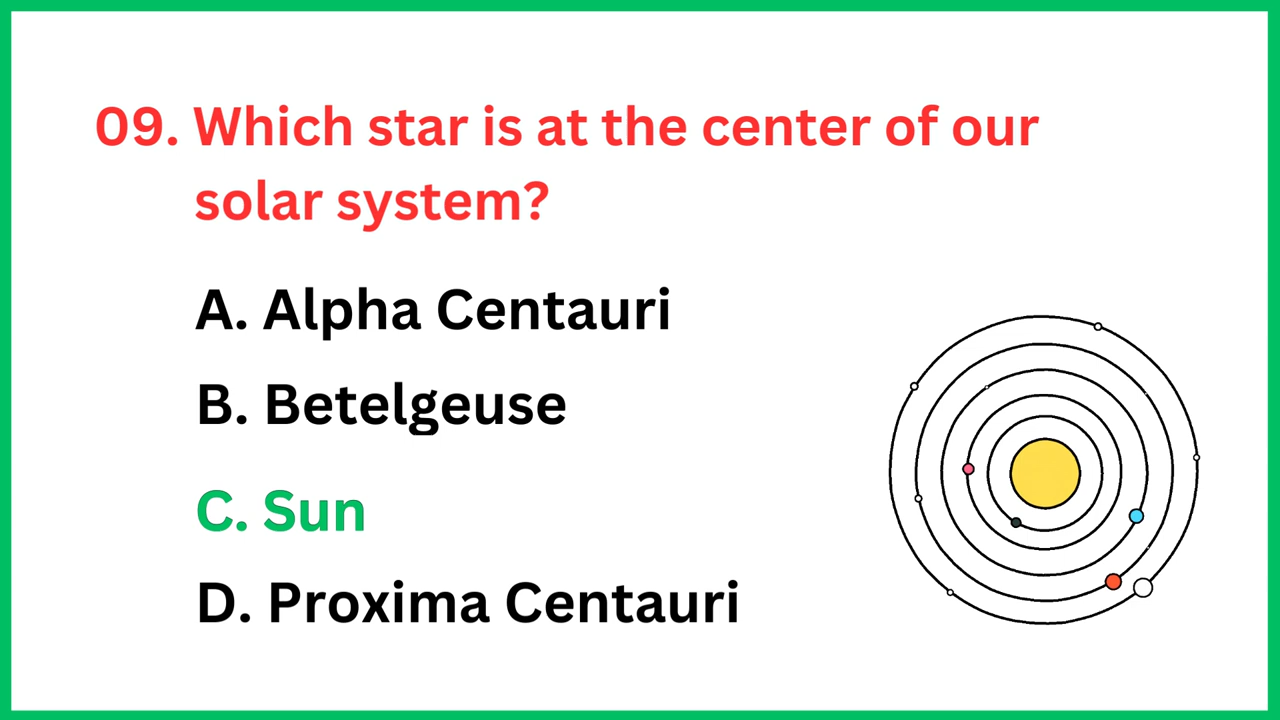 09. Which star is at the center of our
solar system?
A. Alpha Centauri
B. Betelgeuse
C. Sun
D. Proxima Centauri